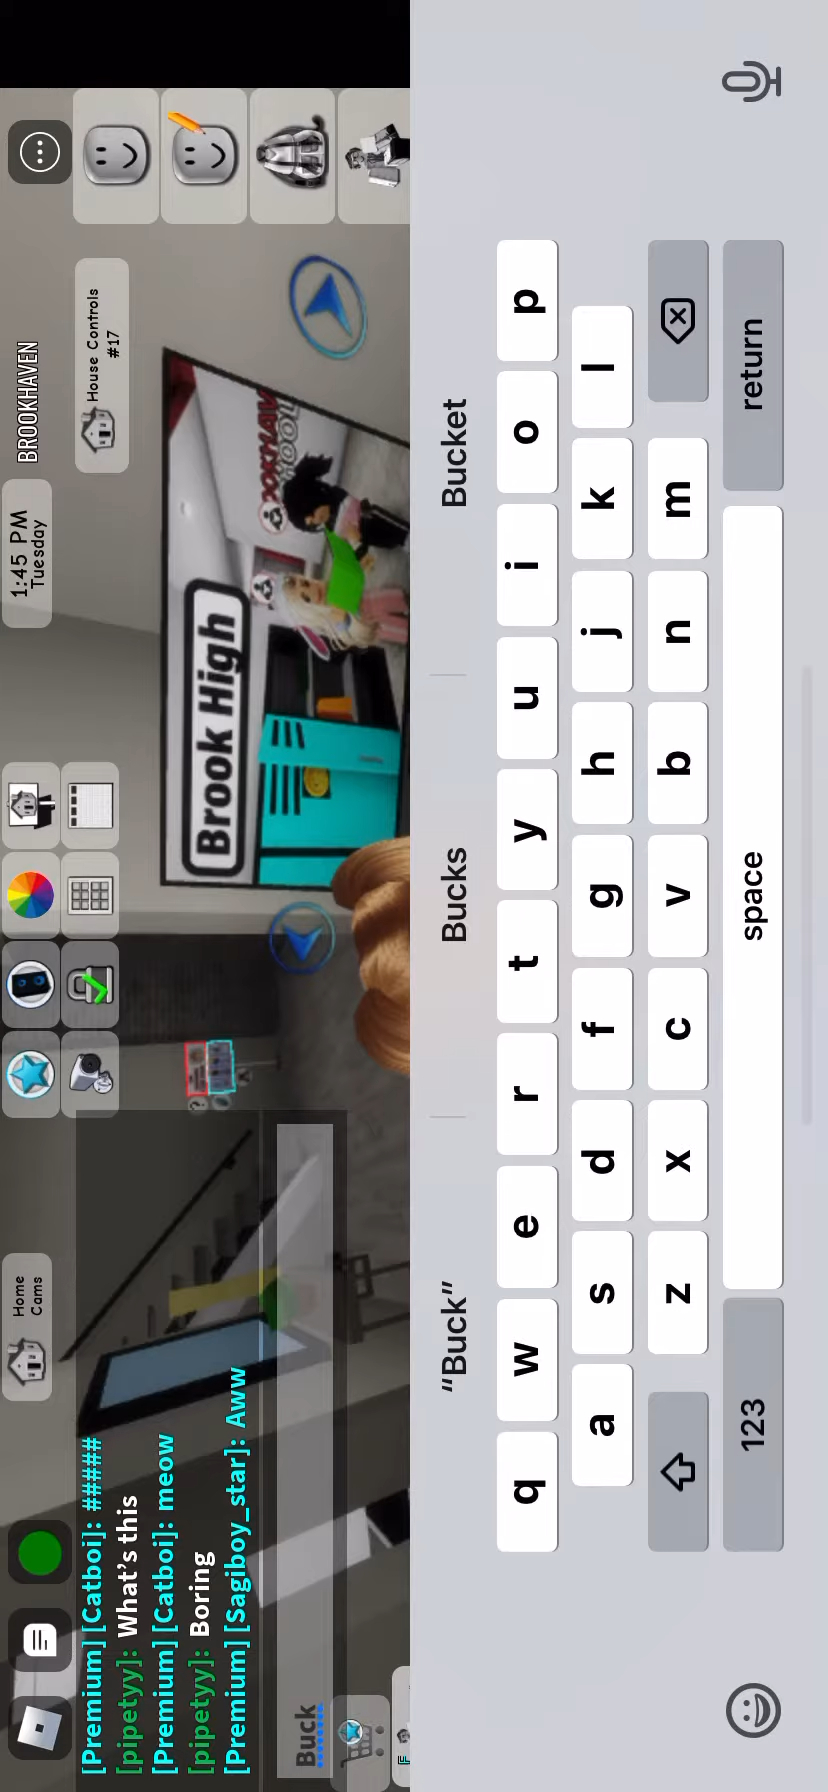 BROOKHAVEN
1:45 PM
Tuesday
House Controls
#17
Home
Cams
Brook High
[Premium] [Catboi]: #####
[pipetyy]: What's this
[Premium] [Catboi]: meow
[pipetyy]: Boring
[Premium] [Sagiboy_star]: Aww
Buck
"Buck" Bucks Bucket
q w e r t y u i o p
a s d f g h j k l
z x c v b n m
123 space return